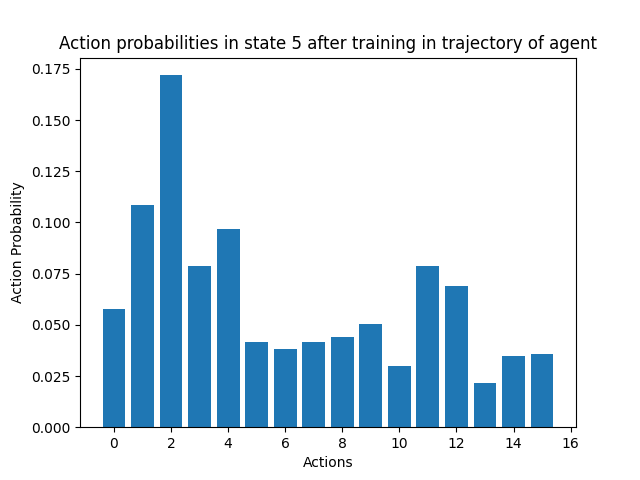 Action probabilities in state 5 after training in trajectory of agent
0.175
0.150
0.125
0.100
0.075
0.050
0.025
0.000
Action Probability
0 2 4 6 8 10 12 14 16
Actions